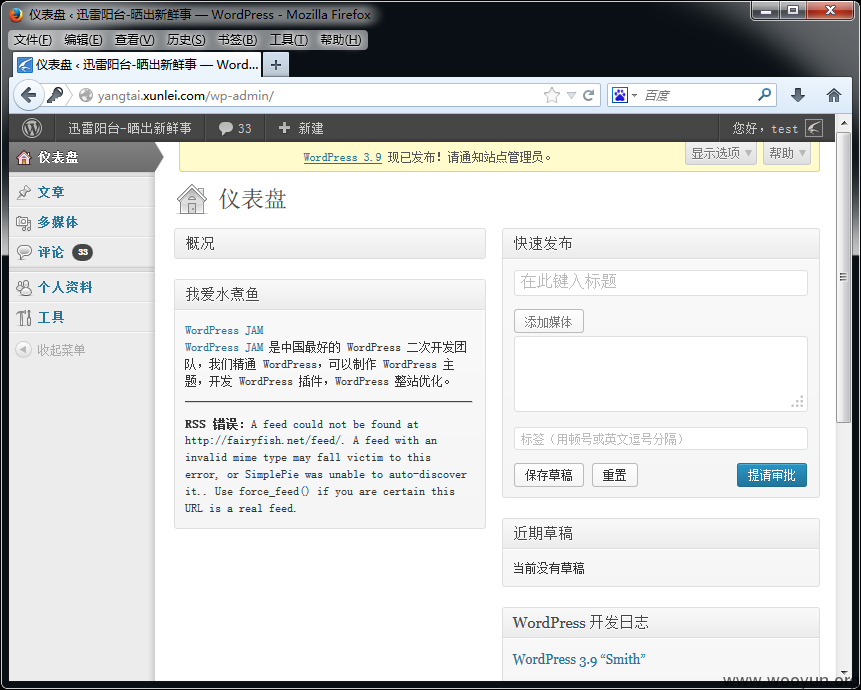 仪表盘 ‹ 迅雷阳台-晒出新鲜事 — WordPress - Mozilla Firefox
文件(F) 编辑(E) 查看(V) 历史(S) 书签(B) 工具(T) 帮助(H)
仪表盘 ‹ 迅雷阳台-晒出新鲜事 — Word...
yangtai.xunlei.com/wp-admin/
百度
迅雷阳台-晒出新鲜事 33 新建 您好，test
仪表盘
文章
多媒体
评论 33
个人资料
工具
收起菜单
WordPress 3.9 现已发布！请通知站点管理员。
显示选项 帮助
仪表盘
概况
我爱水煮鱼
WordPress JAM
WordPress JAM 是中国最好的 WordPress 二次开发团
队，我们精通 WordPress，可以制作 WordPress 主
题，开发 WordPress 插件，WordPress 整站优化。
RSS 错误：A feed could not be found at
http://fairyfish.net/feed/. A feed with an
invalid mime type may fall victim to this
error, or SimplePie was unable to auto-discover
it.. Use force_feed() if you are certain this
URL is a real feed.
快速发布
在此键入标题
添加媒体
标签（用顿号或英文逗号分隔）
保存草稿 重置 提请审批
近期草稿
当前没有草稿
WordPress 开发日志
WordPress 3.9 “Smith”